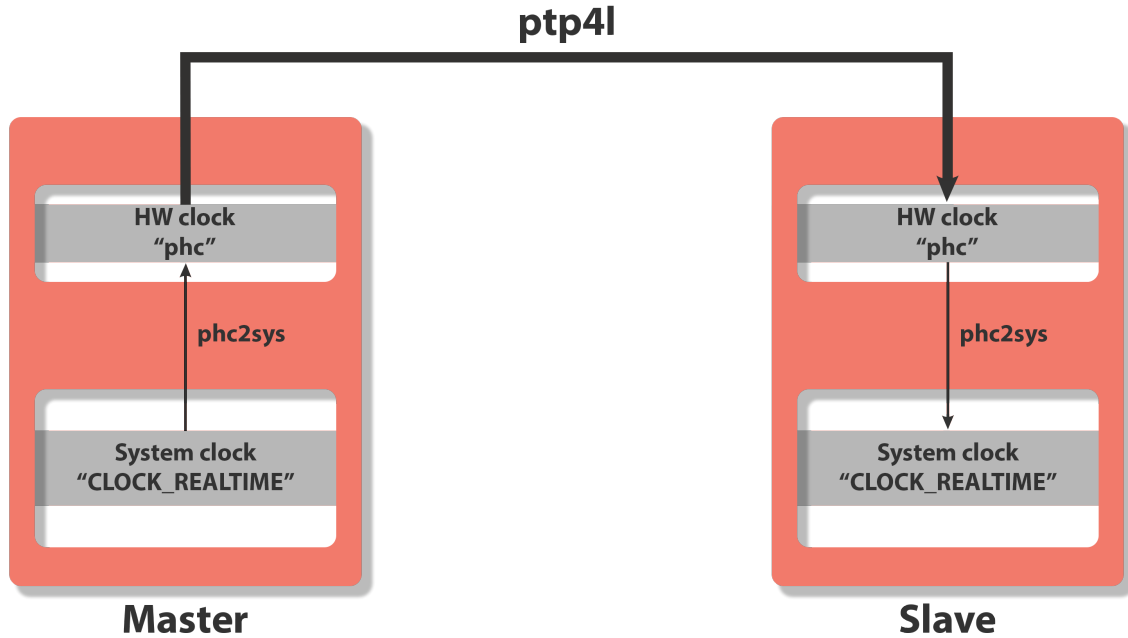 ptp4l
HW clock
“phc”
phc2sys
System clock
“CLOCK_REALTIME”
Master
HW clock
“phc”
phc2sys
System clock
“CLOCK_REALTIME”
Slave